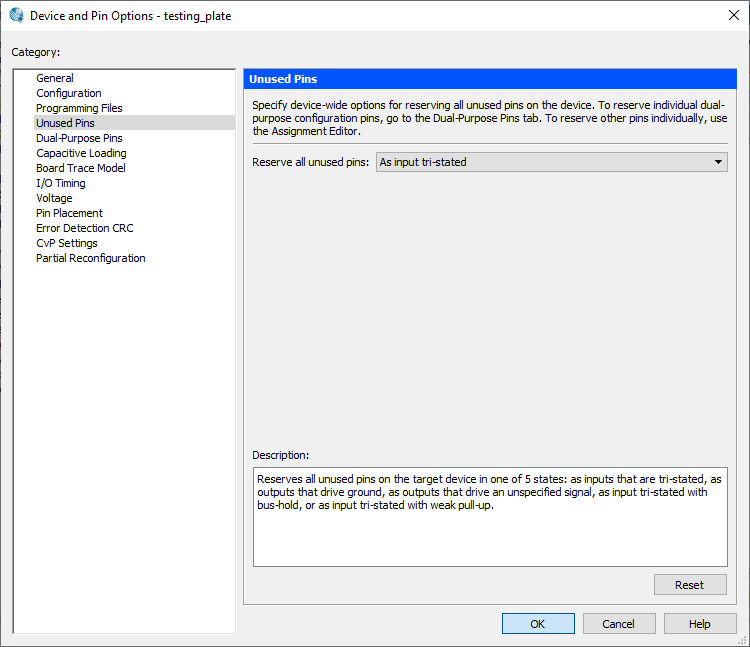 Device and Pin Options - testing_plate
Category:
General
Configuration
Programming Files
Unused Pins
Dual-Purpose Pins
Capacitive Loading
Board Trace Model
I/O Timing
Voltage
Pin Placement
Error Detection CRC
CvP Settings
Partial Reconfiguration
Unused Pins
Specify device-wide options for reserving all unused pins on the device. To reserve individual dual-
purpose configuration pins, go to the Dual-Purpose Pins tab. To reserve other pins individually, use
the Assignment Editor.
Reserve all unused pins: As input tri-stated
Description:
Reserves all unused pins on the target device in one of 5 states: as inputs that are tri-stated, as
outputs that drive ground, as outputs that drive an unspecified signal, as input tri-stated with
bus-hold, or as input tri-stated with weak pull-up.
Reset
OK Cancel Help